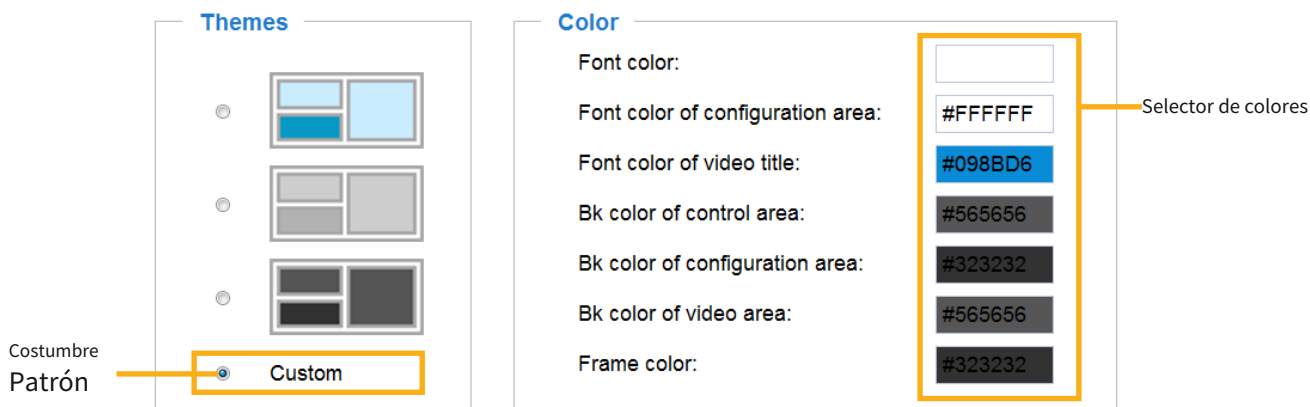 Themes
Costumbre
Patrón
Custom
Color
Font color:
Font color of configuration area: #FFFFFF
Font color of video title: #098BD6
Bk color of control area: #565656
Bk color of configuration area: #323232
Bk color of video area: #565656
Frame color: #323232
Selector de colores